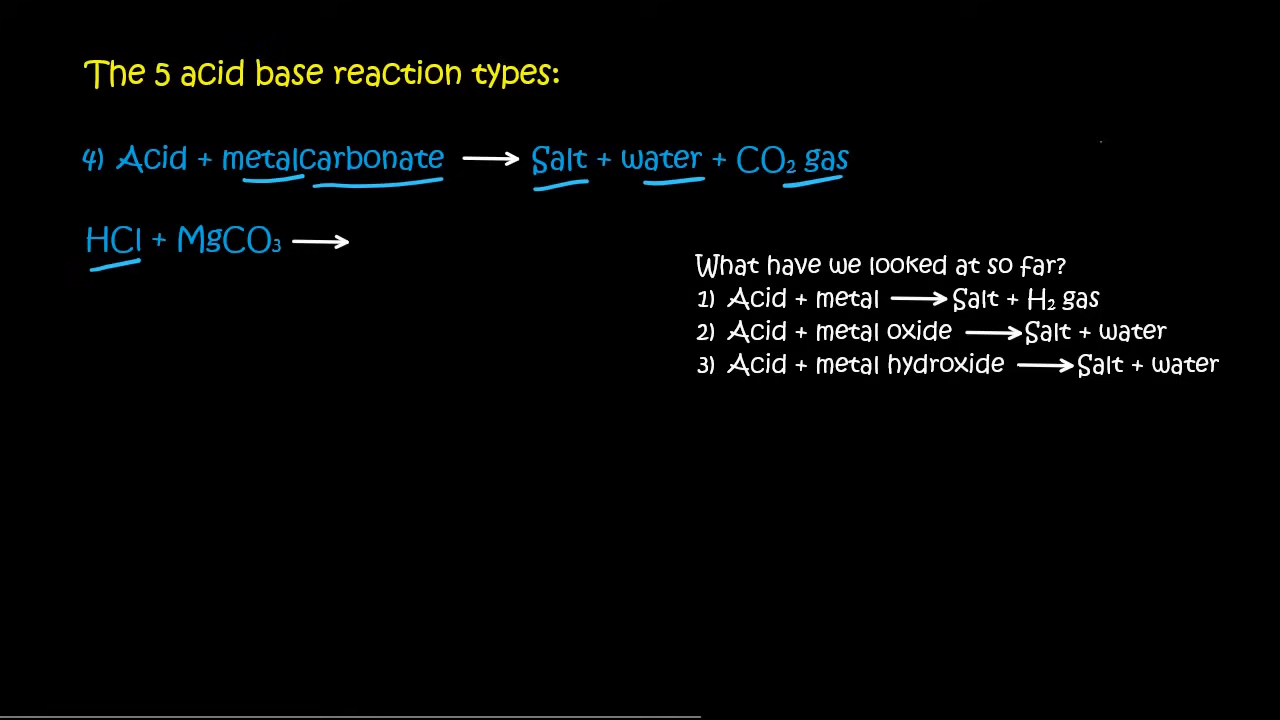 The 5 acid base reaction types:
4) Acid + metalcarbonate ⟶ Salt + water + CO₂ gas
HCl + MgCO₃ ⟶
What have we looked at so far?
1) Acid + metal ⟶ Salt + H₂ gas
2) Acid + metal oxide ⟶ Salt + water
3) Acid + metal hydroxide ⟶ Salt + water